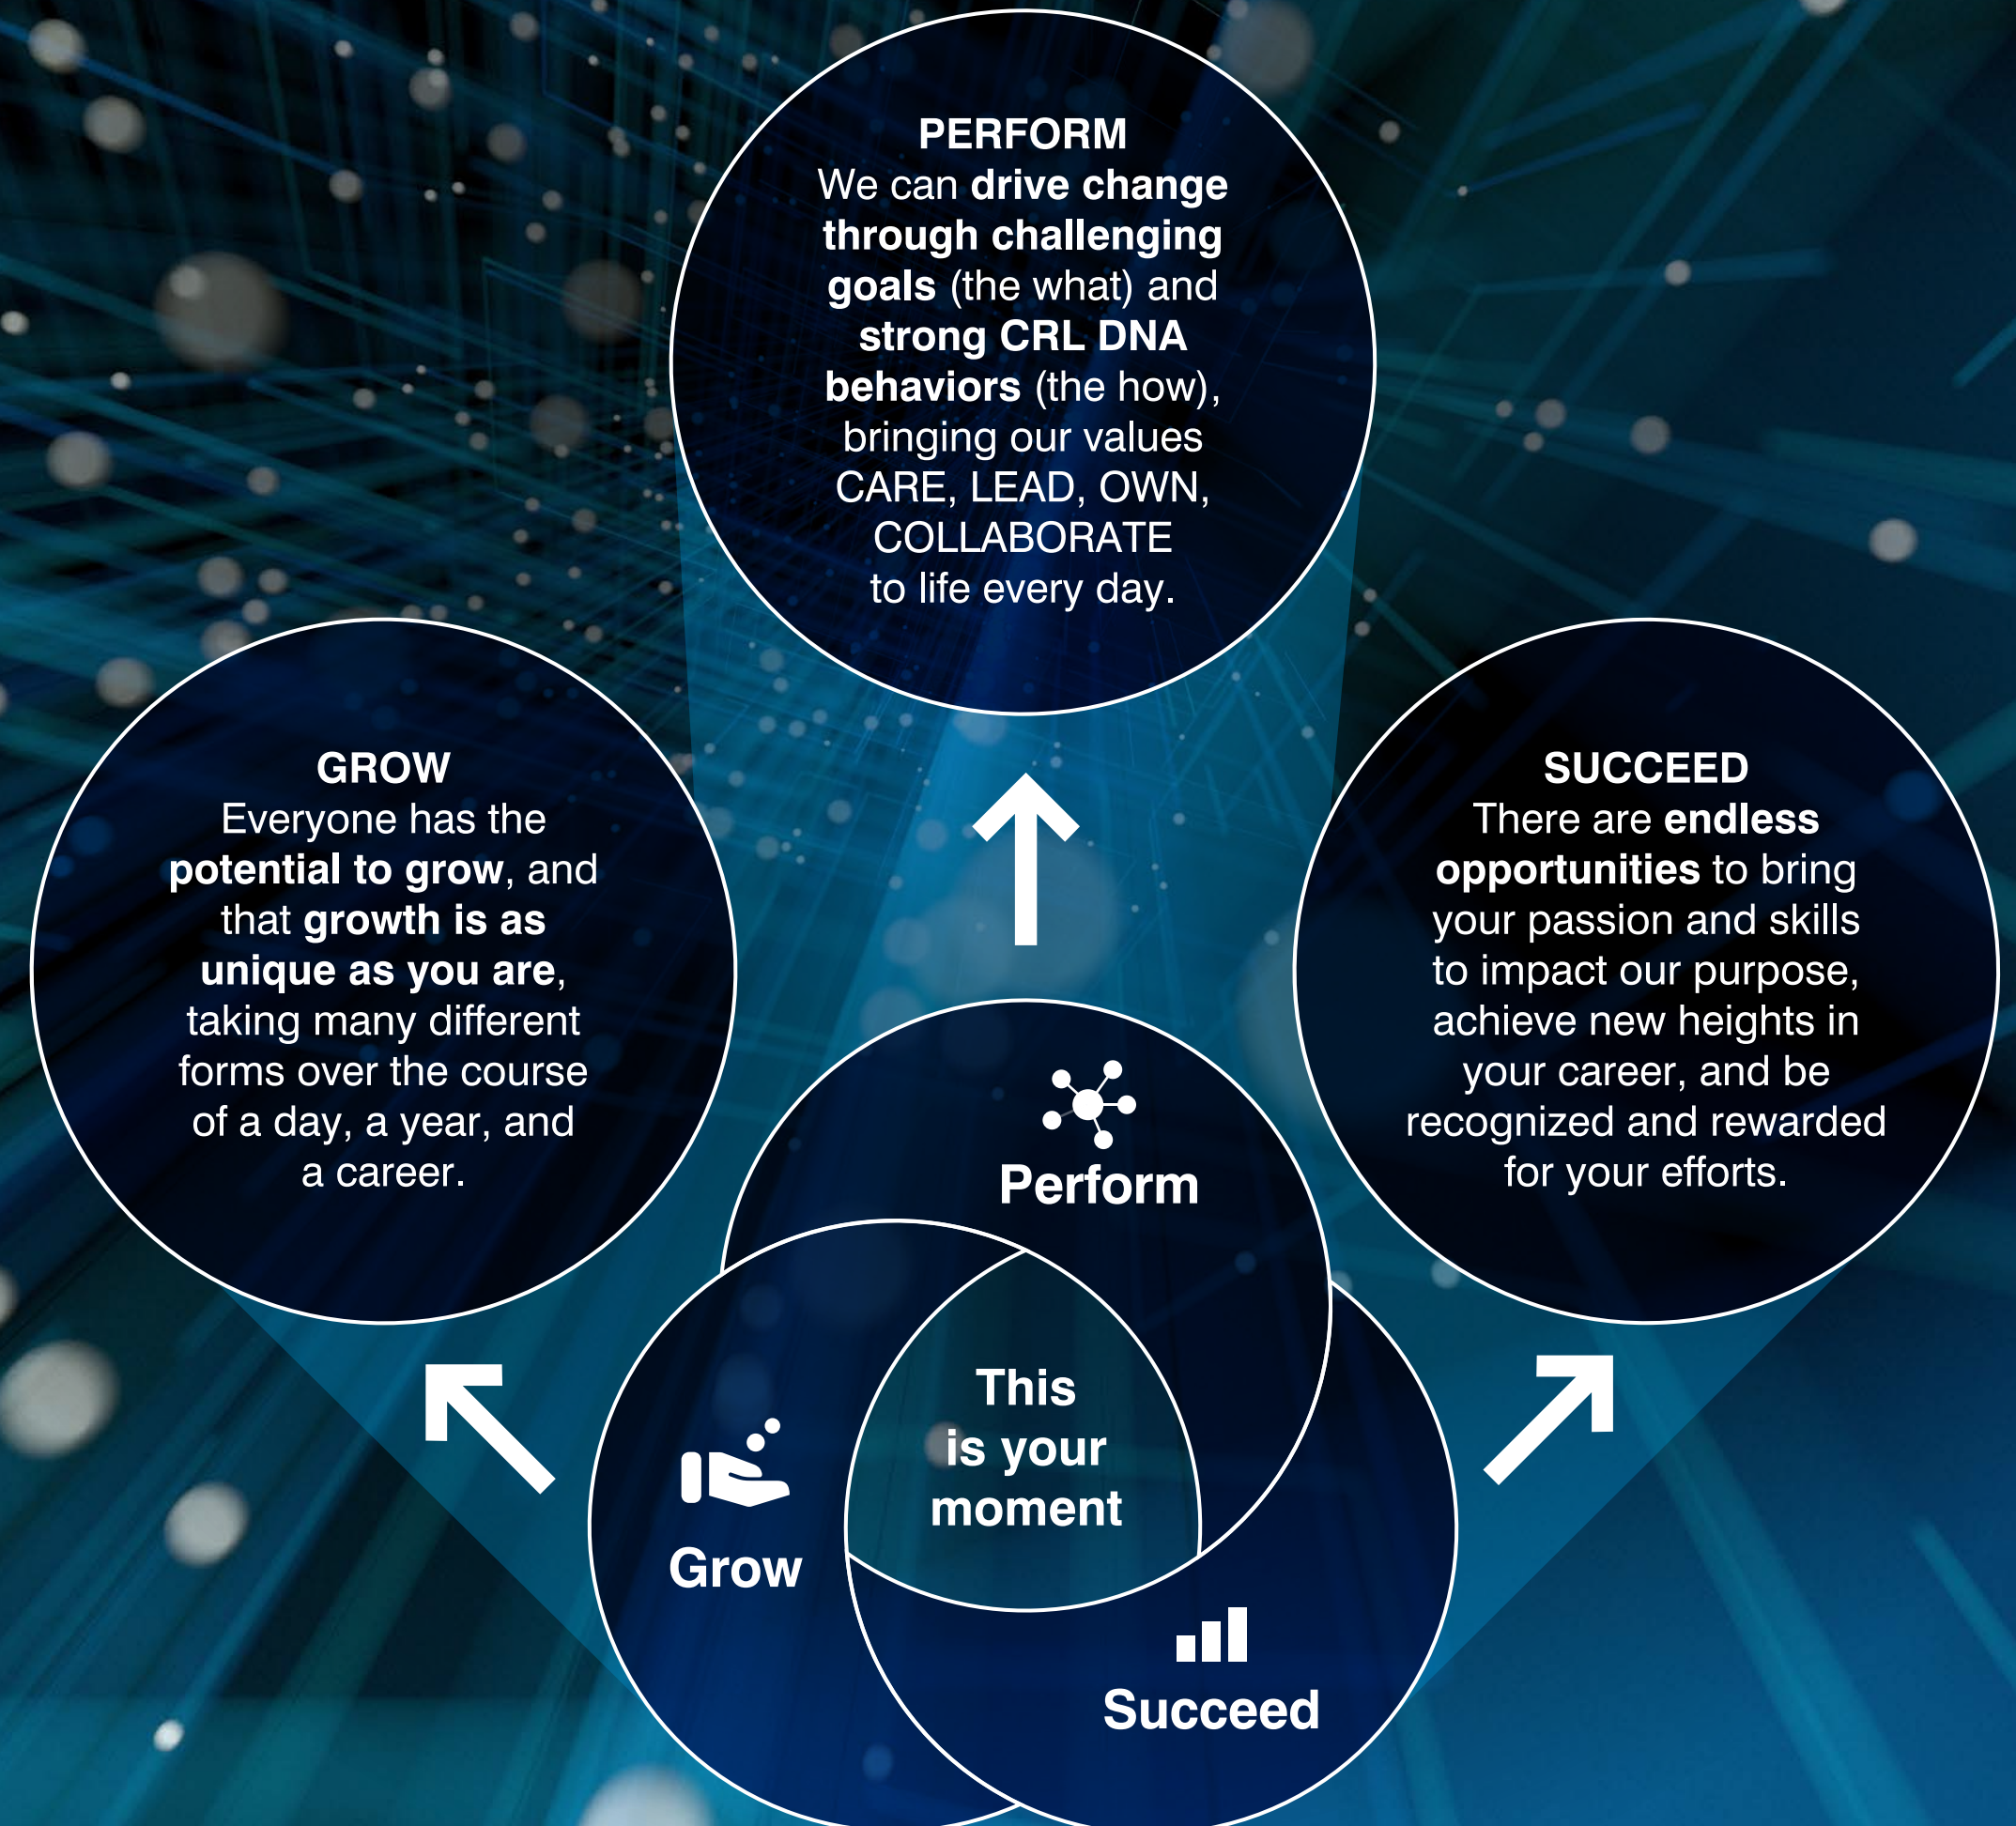 PERFORM
We can drive change
through challenging
goals (the what) and
strong CRL DNA
behaviors (the how),
bringing our values
CARE, LEAD, OWN,
COLLABORATE
to life every day.
GROW
Everyone has the
potential to grow, and
that growth is as
unique as you are,
taking many different
forms over the course
of a day, a year, and
a career.
SUCCEED
There are endless
opportunities to bring
your passion and skills
to impact our purpose,
achieve new heights in
your career, and be
recognized and rewarded
for your efforts.
Perform
This
is your
moment
Grow
Succeed